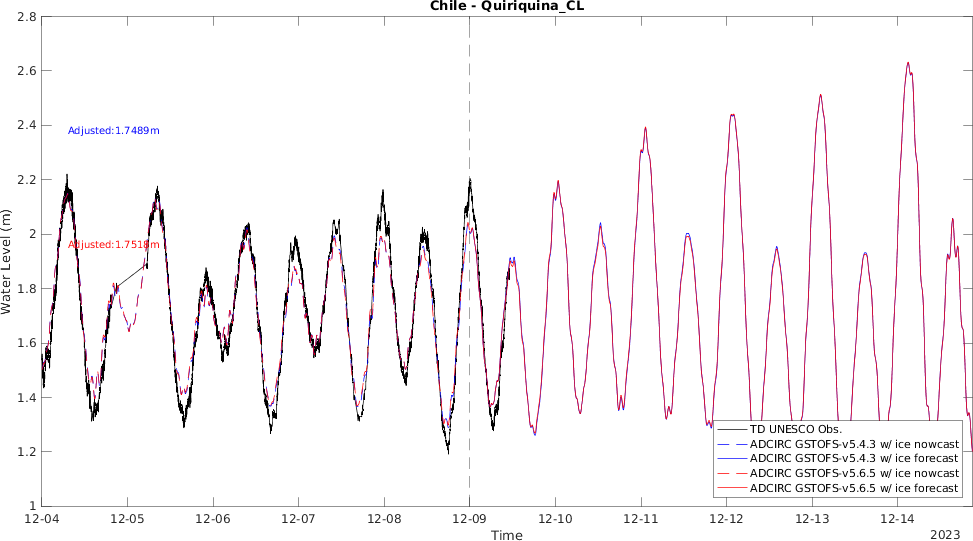 Chile - Quiriquina_CL
2.8
2.6
2.4
2.2
2
1.8
1.6
1.4
1.2
1
Water Level (m)
Adjusted:1.7489m
Adjusted:1.7518m
TD UNESCO Obs.
ADCIRC GSTOFS-v5.4.3 w/ ice nowcast
ADCIRC GSTOFS-v5.4.3 w/ ice forecast
ADCIRC GSTOFS-v5.6.5 w/ ice nowcast
ADCIRC GSTOFS-v5.6.5 w/ ice forecast
12-04 12-05 12-06 12-07 12-08 12-09 12-10 12-11 12-12 12-13 12-14
Time
2023